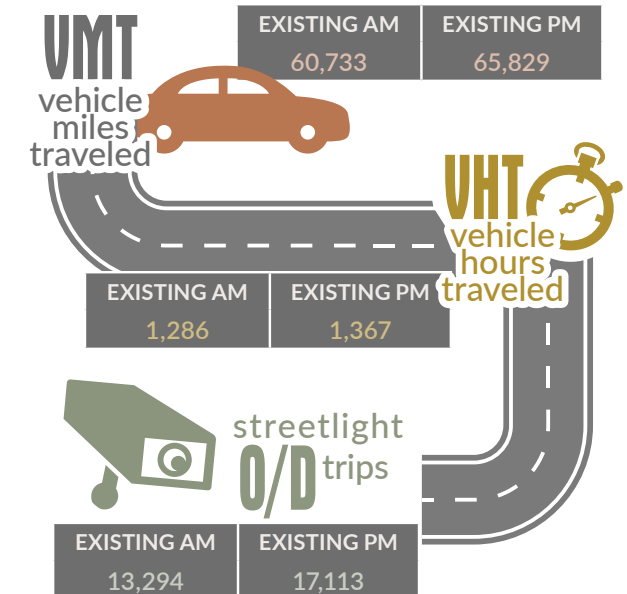 VMT
vehicle
miles
traveled
EXISTING AM EXISTING PM
60,733 65,829
VHT
vehicle
hours
traveled
EXISTING AM EXISTING PM
1,286 1,367
streetlight
O/D trips
EXISTING AM EXISTING PM
13,294 17,113